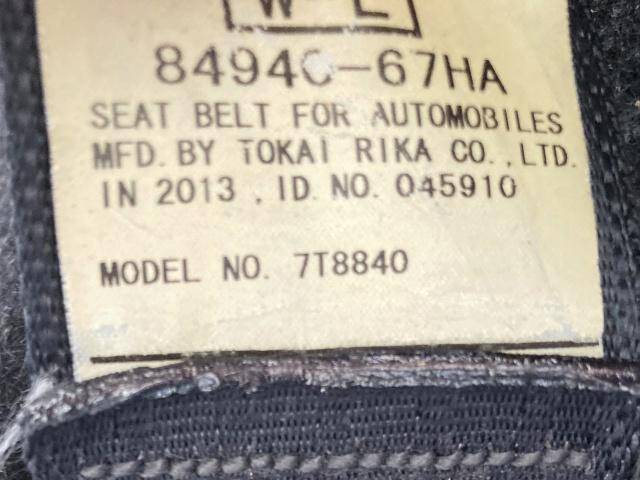 W-L
84940-67HA
SEAT BELT FOR AUTOMOBILES
MFD. BY TOKAI RIKA CO.,LTD.
IN 2013 , ID. NO. 045910
MODEL NO. 7T8840